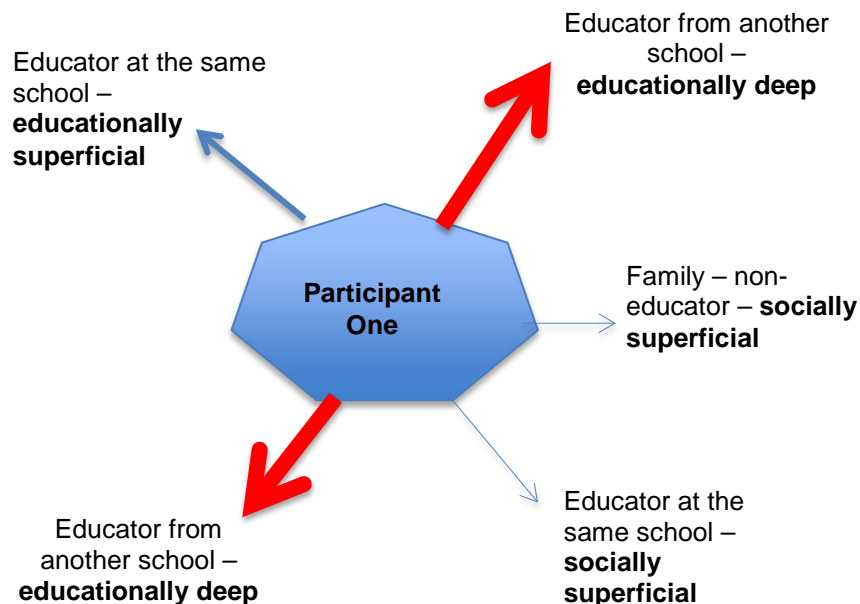 Educator from another
school –
educationally deep
Educator at the same
school –
educationally
superficial
Participant
One
Family – non-
educator – socially
superficial
Educator from
another school –
educationally deep
Educator at the
same school –
socially
superficial